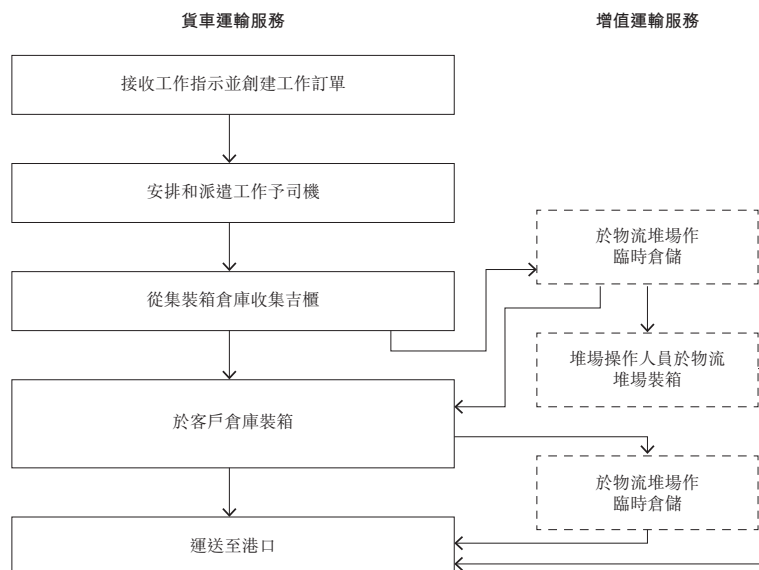 貨車運輸服務
增值運輸服務
接收工作指示並創建工作訂單
安排和派遣工作予司機
於物流堆場作
臨時倉儲
從集裝箱倉庫收集吉櫃
堆場操作人員於物流
堆場裝箱
於客戶倉庫裝箱
於物流堆場作
臨時倉儲
運送至港口